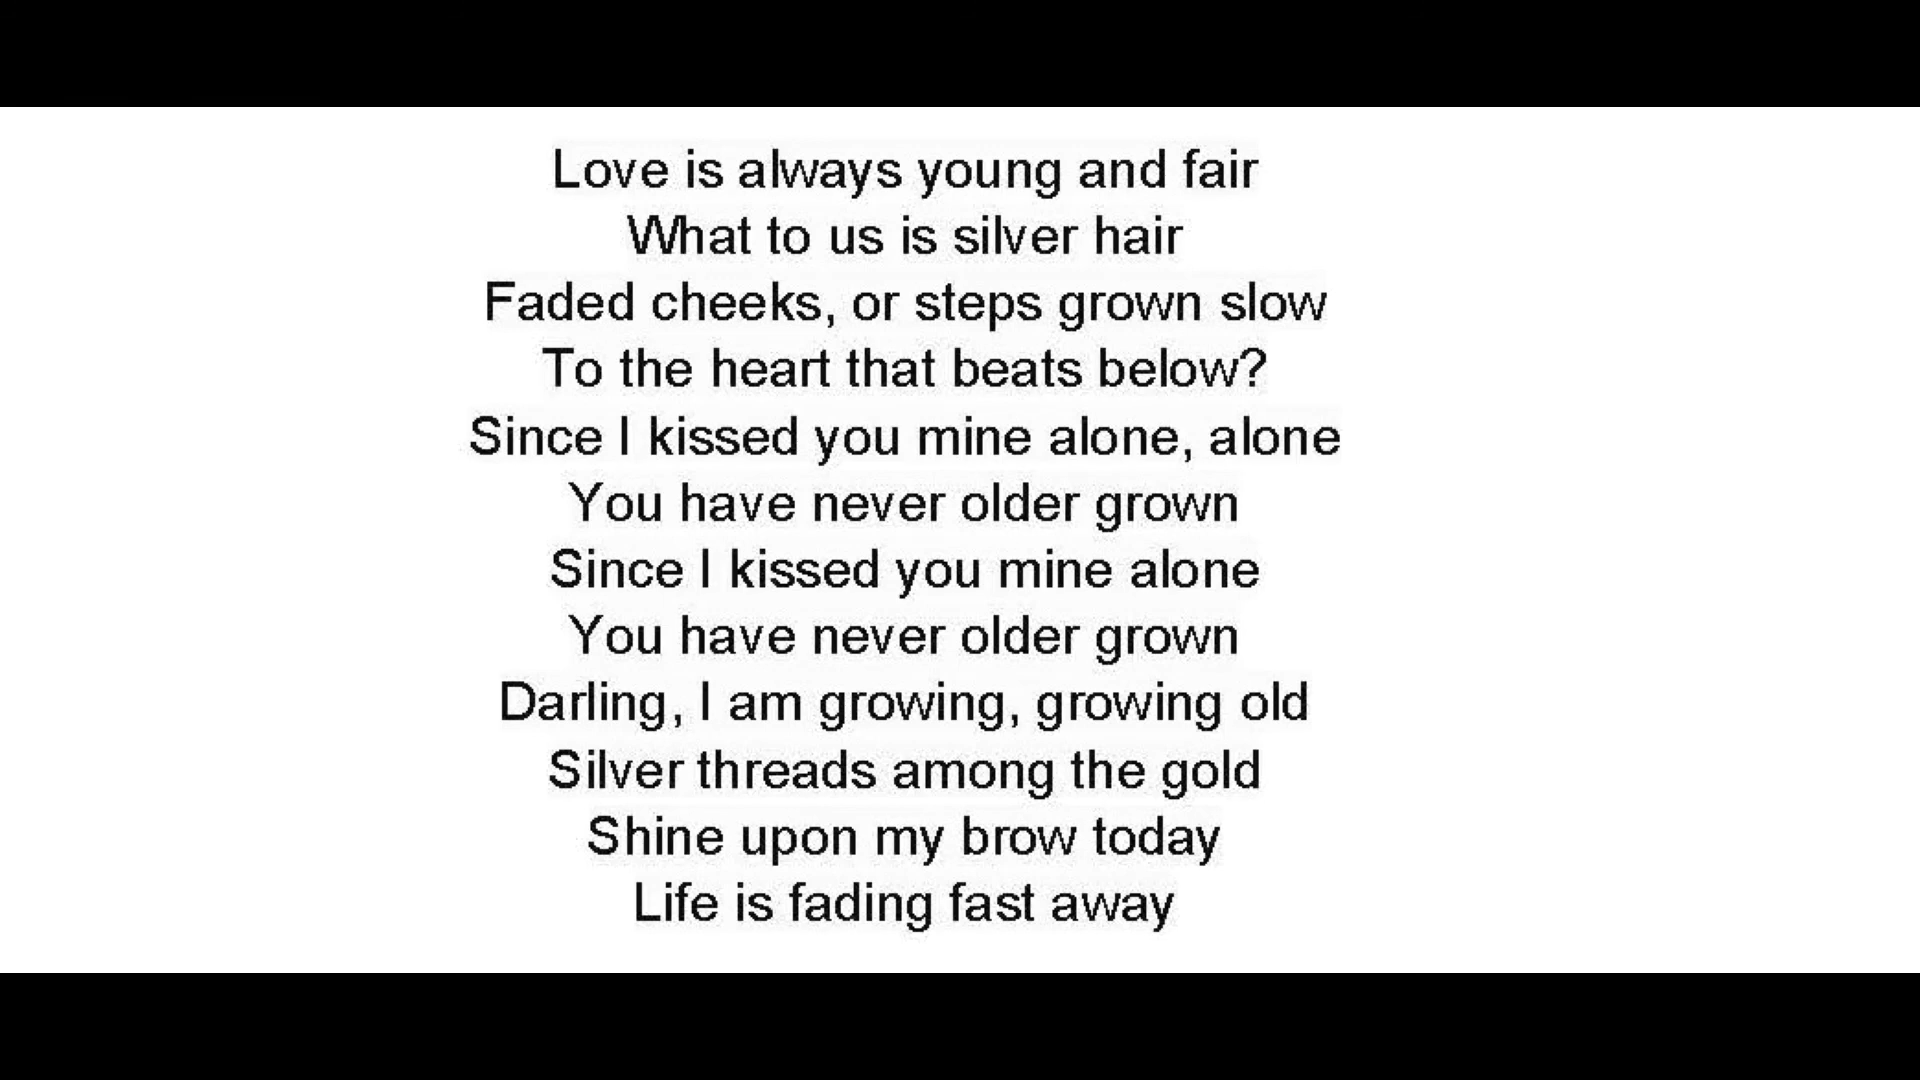 Love is always young and fair
What to us is silver hair
Faded cheeks, or steps grown slow
To the heart that beats below?
Since I kissed you mine alone, alone
You have never older grown
Since I kissed you mine alone
You have never older grown
Darling, I am growing, growing old
Silver threads among the gold
Shine upon my brow today
Life is fading fast away